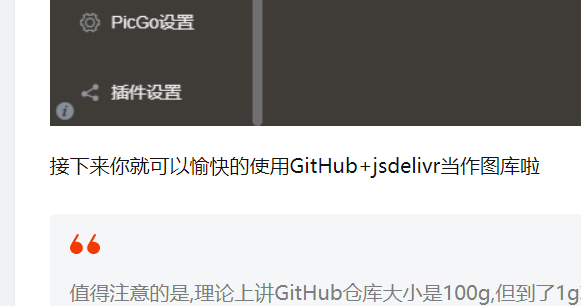 PicGo设置
插件设置
接下来你就可以愉快的使用GitHub+jsdelivr当作图库啦
值得注意的是,理论上讲GitHub仓库大小是100g,但到了1g